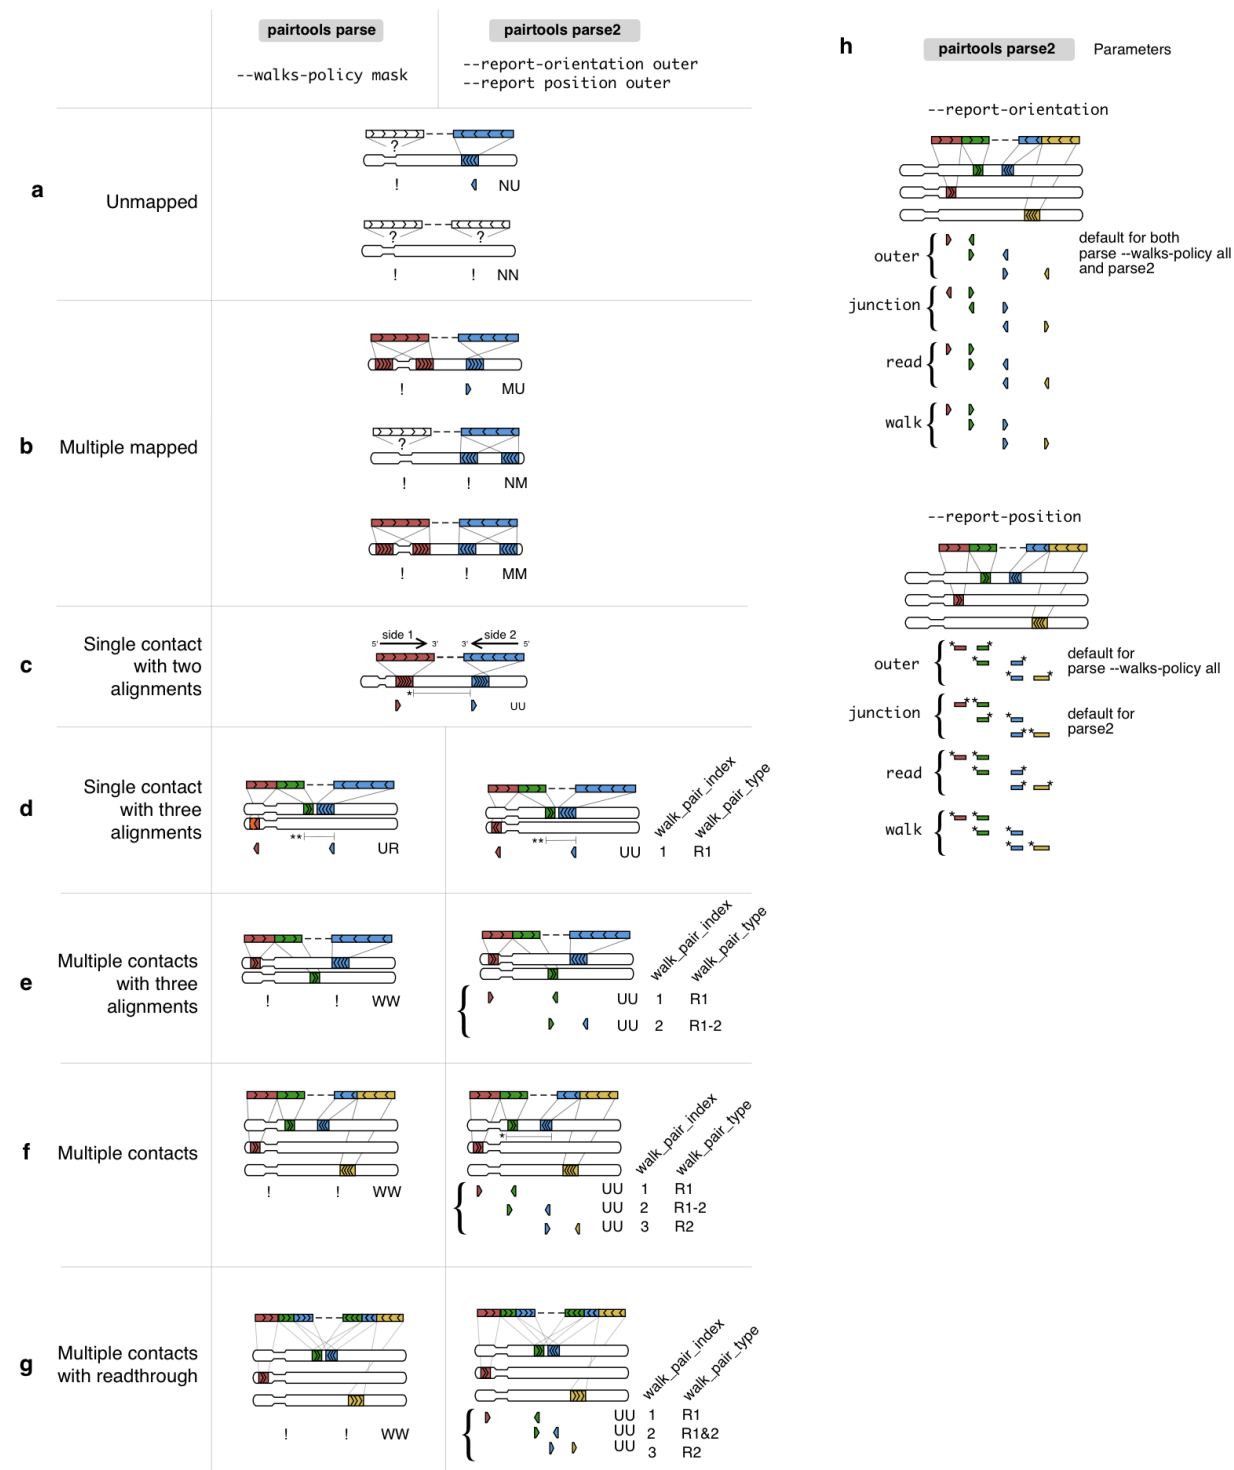 pairtools parse
pairtools parse2
--walks-policy mask
--report-orientation outer
--report position outer
a
Unmapped
?
!
NU
?
?
!
!
NN
b
Multiple mapped
!
MU
?
!
!
NM
!
!
MM
c
Single contact
with two
alignments
side 1
side 2
5'
3'
3'
5'
*
UU
d
Single contact
with three
alignments
**
UR
walk_pair_index
walk_pair_type
**
UU 1 R1
e
Multiple contacts
with three
alignments
!
!
WW
walk_pair_index
walk_pair_type
{
UU 1 R1
UU 2 R1-2
f
Multiple contacts
!
!
WW
*
walk_pair_index
walk_pair_type
{
UU 1 R1
UU 2 R1-2
UU 3 R2
g
Multiple contacts
with readthrough
!
!
WW
walk_pair_index
walk_pair_type
{
UU 1 R1
UU 2 R1&2
UU 3 R2
h
pairtools parse2
Parameters
--report-orientation
outer {
default for both
parse --walks-policy all
and parse2
junction {
read {
walk {
--report-position
outer {
* *
* *
* *
default for
parse --walks-policy all
junction {
* *
* *
* *
default for
parse2
read {
* *
* *
* *
walk {
* *
* *
* *